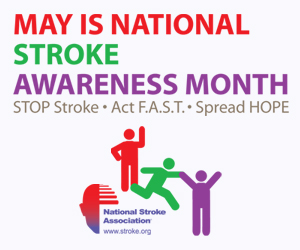 MAY IS NATIONAL
STROKE
AWARENESS MONTH
STOP Stroke • Act F.A.S.T. • Spread HOPE
National Stroke
Association
www.stroke.org